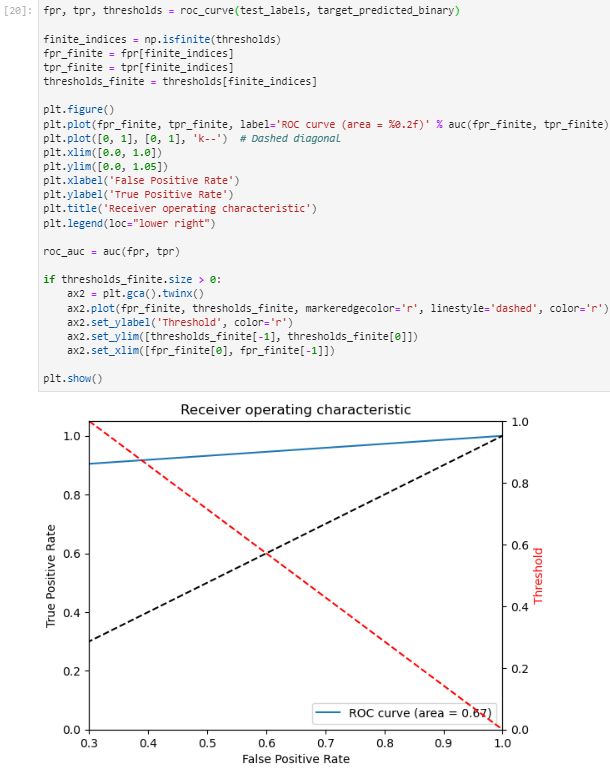 [20]: fpr, tpr, thresholds = roc_curve(test_labels, target_predicted_binary)
finite_indices = np.isfinite(thresholds)
fpr_finite = fpr[finite_indices]
tpr_finite = tpr[finite_indices]
thresholds_finite = thresholds[finite_indices]
plt.figure()
plt.plot(fpr_finite, tpr_finite, label='ROC curve (area = %0.2f)' % auc(fpr_finite, tpr_finite)
plt.plot([0, 1], [0, 1], 'k--')  # Dashed diagonal
plt.xlim([0.0, 1.0])
plt.ylim([0.0, 1.05])
plt.xlabel('False Positive Rate')
plt.ylabel('True Positive Rate')
plt.title('Receiver operating characteristic')
plt.legend(loc="lower right")
roc_auc = auc(fpr, tpr)
if thresholds_finite.size > 0:
    ax2 = plt.gca().twinx()
    ax2.plot(fpr_finite, thresholds_finite, markeredgecolor='r', linestyle='dashed', color='r')
    ax2.set_ylabel('Threshold', color='r')
    ax2.set_ylim([thresholds_finite[-1], thresholds_finite[0]])
    ax2.set_xlim([fpr_finite[0], fpr_finite[-1]])
plt.show()
Receiver operating characteristic
1.0
0.8
0.6
0.4
0.2
0.0
True Positive Rate
1.0
0.8
0.6
0.4
0.2
0.0
Threshold
ROC curve (area = 0.67)
0.3 0.4 0.5 0.6 0.7 0.8 0.9 1.0
False Positive Rate